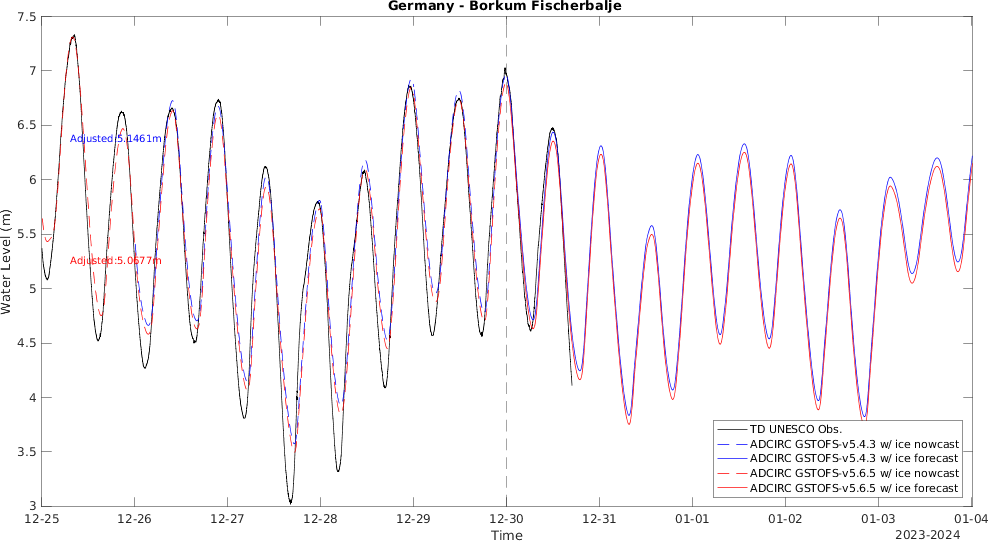 Germany - Borkum Fischerbalje
7.5
7
6.5
6
5.5
5
4.5
4
3.5
3
Water Level (m)
Adjusted:5.1461m
Adjusted:5.0677m
TD UNESCO Obs.
ADCIRC GSTOFS-v5.4.3 w/ ice nowcast
ADCIRC GSTOFS-v5.4.3 w/ ice forecast
ADCIRC GSTOFS-v5.6.5 w/ ice nowcast
ADCIRC GSTOFS-v5.6.5 w/ ice forecast
12-25 12-26 12-27 12-28 12-29 12-30 12-31 01-01 01-02 01-03 01-04
Time
2023-2024